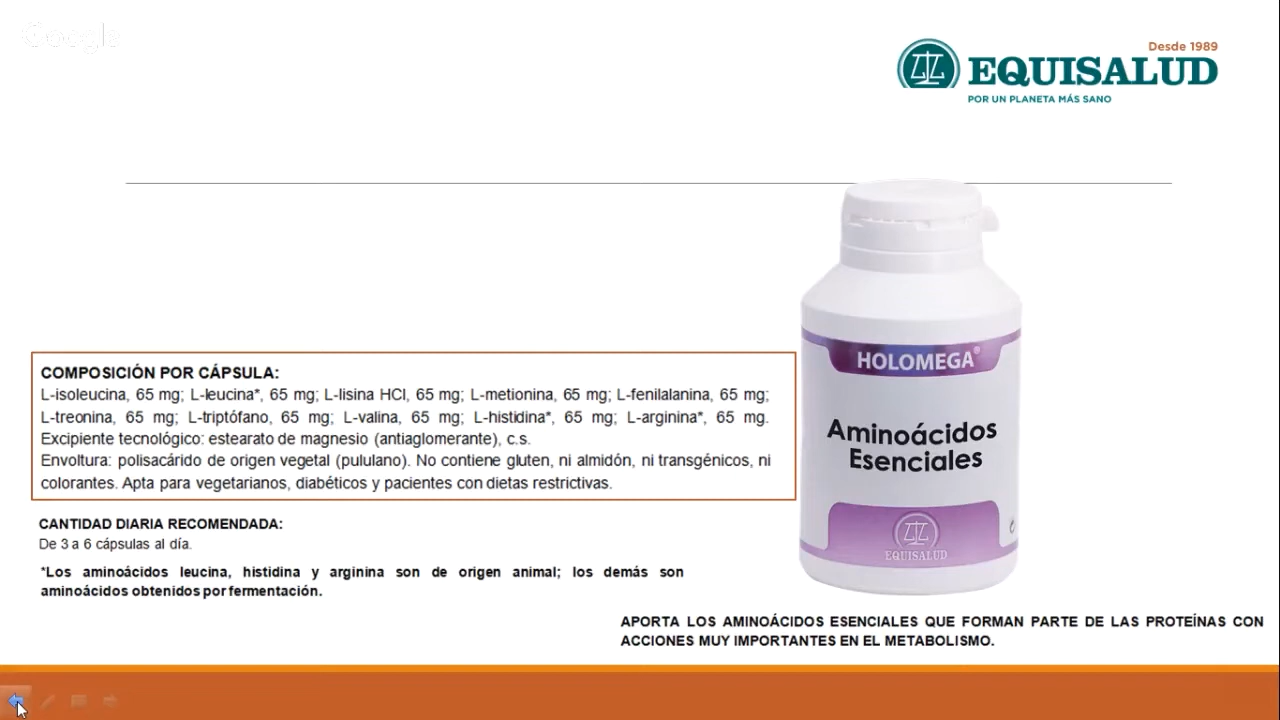 Google
Desde 1989
EQUISALUD
POR UN PLANETA MÁS SANO
HOLOMEGA®
Aminoácidos
Esenciales
EQUISALUD
COMPOSICIÓN POR CÁPSULA:
L-isoleucina, 65 mg; L-leucina*, 65 mg; L-lisina HCl, 65 mg; L-metionina, 65 mg; L-fenilalanina, 65 mg;
L-treonina, 65 mg; L-triptófano, 65 mg; L-valina, 65 mg; L-histidina*, 65 mg; L-arginina*, 65 mg.
Excipiente tecnológico: estearato de magnesio (antiaglomerante), c.s.
Envoltura: polisacárido de origen vegetal (pululano). No contiene gluten, ni almidón, ni transgénicos, ni
colorantes. Apta para vegetarianos, diabéticos y pacientes con dietas restrictivas.
CANTIDAD DIARIA RECOMENDADA:
De 3 a 6 cápsulas al día.
*Los aminoácidos leucina, histidina y arginina son de origen animal; los demás son
aminoácidos obtenidos por fermentación.
APORTA LOS AMINOÁCIDOS ESENCIALES QUE FORMAN PARTE DE LAS PROTEÍNAS CON
ACCIONES MUY IMPORTANTES EN EL METABOLISMO.